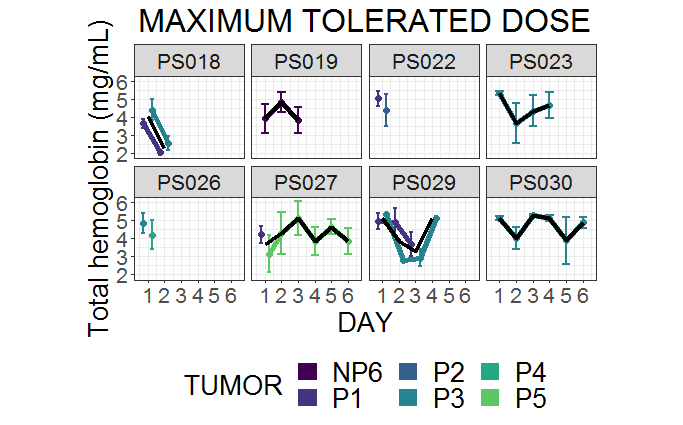 MAXIMUM TOLERATED DOSE
Total hemoglobin (mg/mL)
PS018 PS019 PS022 PS023
6
5
4
3
2
PS026 PS027 PS029 PS030
6
5
4
3
2
1 2 3 4 5 6 1 2 3 4 5 6 1 2 3 4 5 6 1 2 3 4 5 6
DAY
TUMOR
NP6 P2 P4
P1 P3 P5